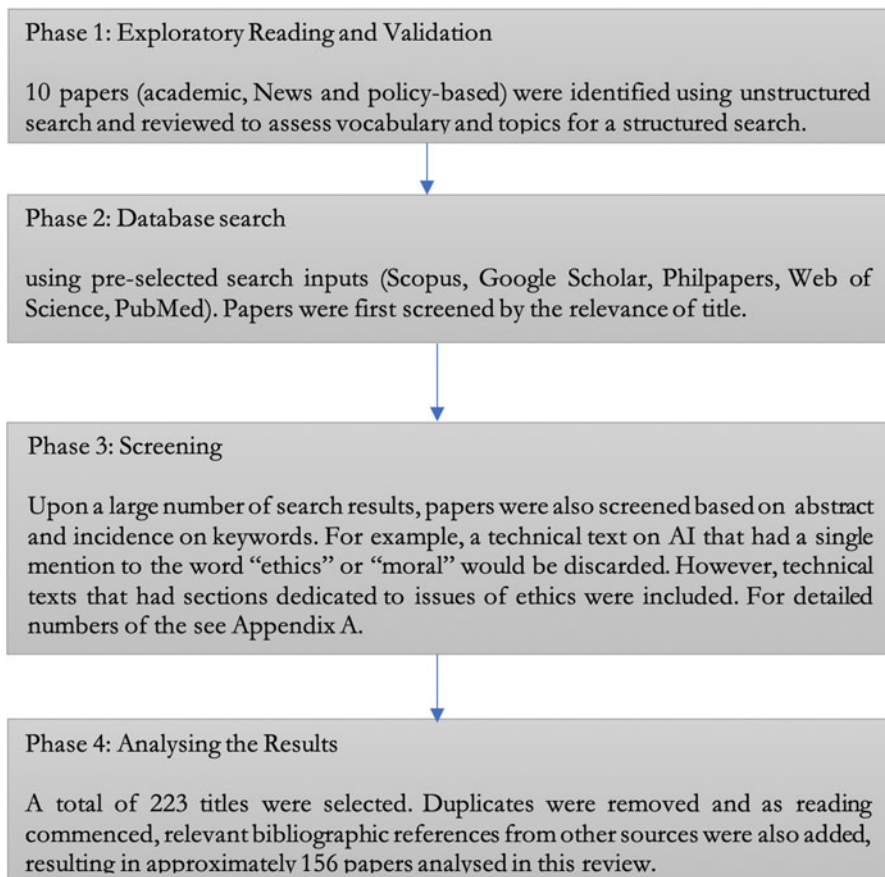 Phase 1: Exploratory Reading and Validation
10 papers (academic, News and policy-based) were identified using unstructured
search and reviewed to assess vocabulary and topics for a structured search.
Phase 2: Database search
using pre-selected search inputs (Scopus, Google Scholar, Philpapers, Web of
Science, PubMed). Papers were first screened by the relevance of title.
Phase 3: Screening
Upon a large number of search results, papers were also screened based on abstract
and incidence on keywords. For example, a technical text on AI that had a single
mention to the word “ethics” or “moral” would be discarded. However, technical
texts that had sections dedicated to issues of ethics were included. For detailed
numbers of the see Appendix A.
Phase 4: Analysing the Results
A total of 223 titles were selected. Duplicates were removed and as reading
commenced, relevant bibliographic references from other sources were also added,
resulting in approximately 156 papers analysed in this review.